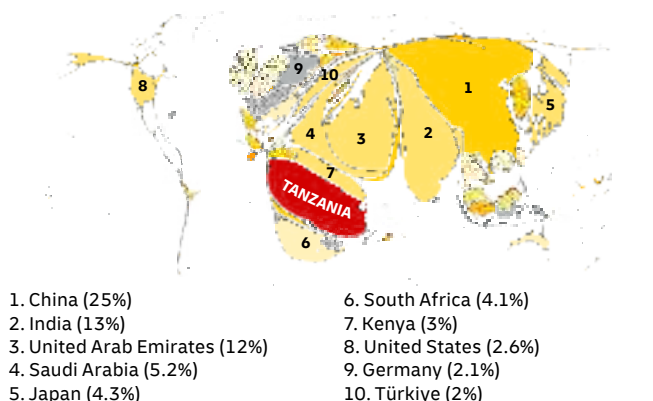 8
9
10
1
5
4
3
2
7
TANZANIA
6
1. China (25%)
2. India (13%)
3. United Arab Emirates (12%)
4. Saudi Arabia (5.2%)
5. Japan (4.3%)
6. South Africa (4.1%)
7. Kenya (3%)
8. United States (2.6%)
9. Germany (2.1%)
10. Türkiye (2%)